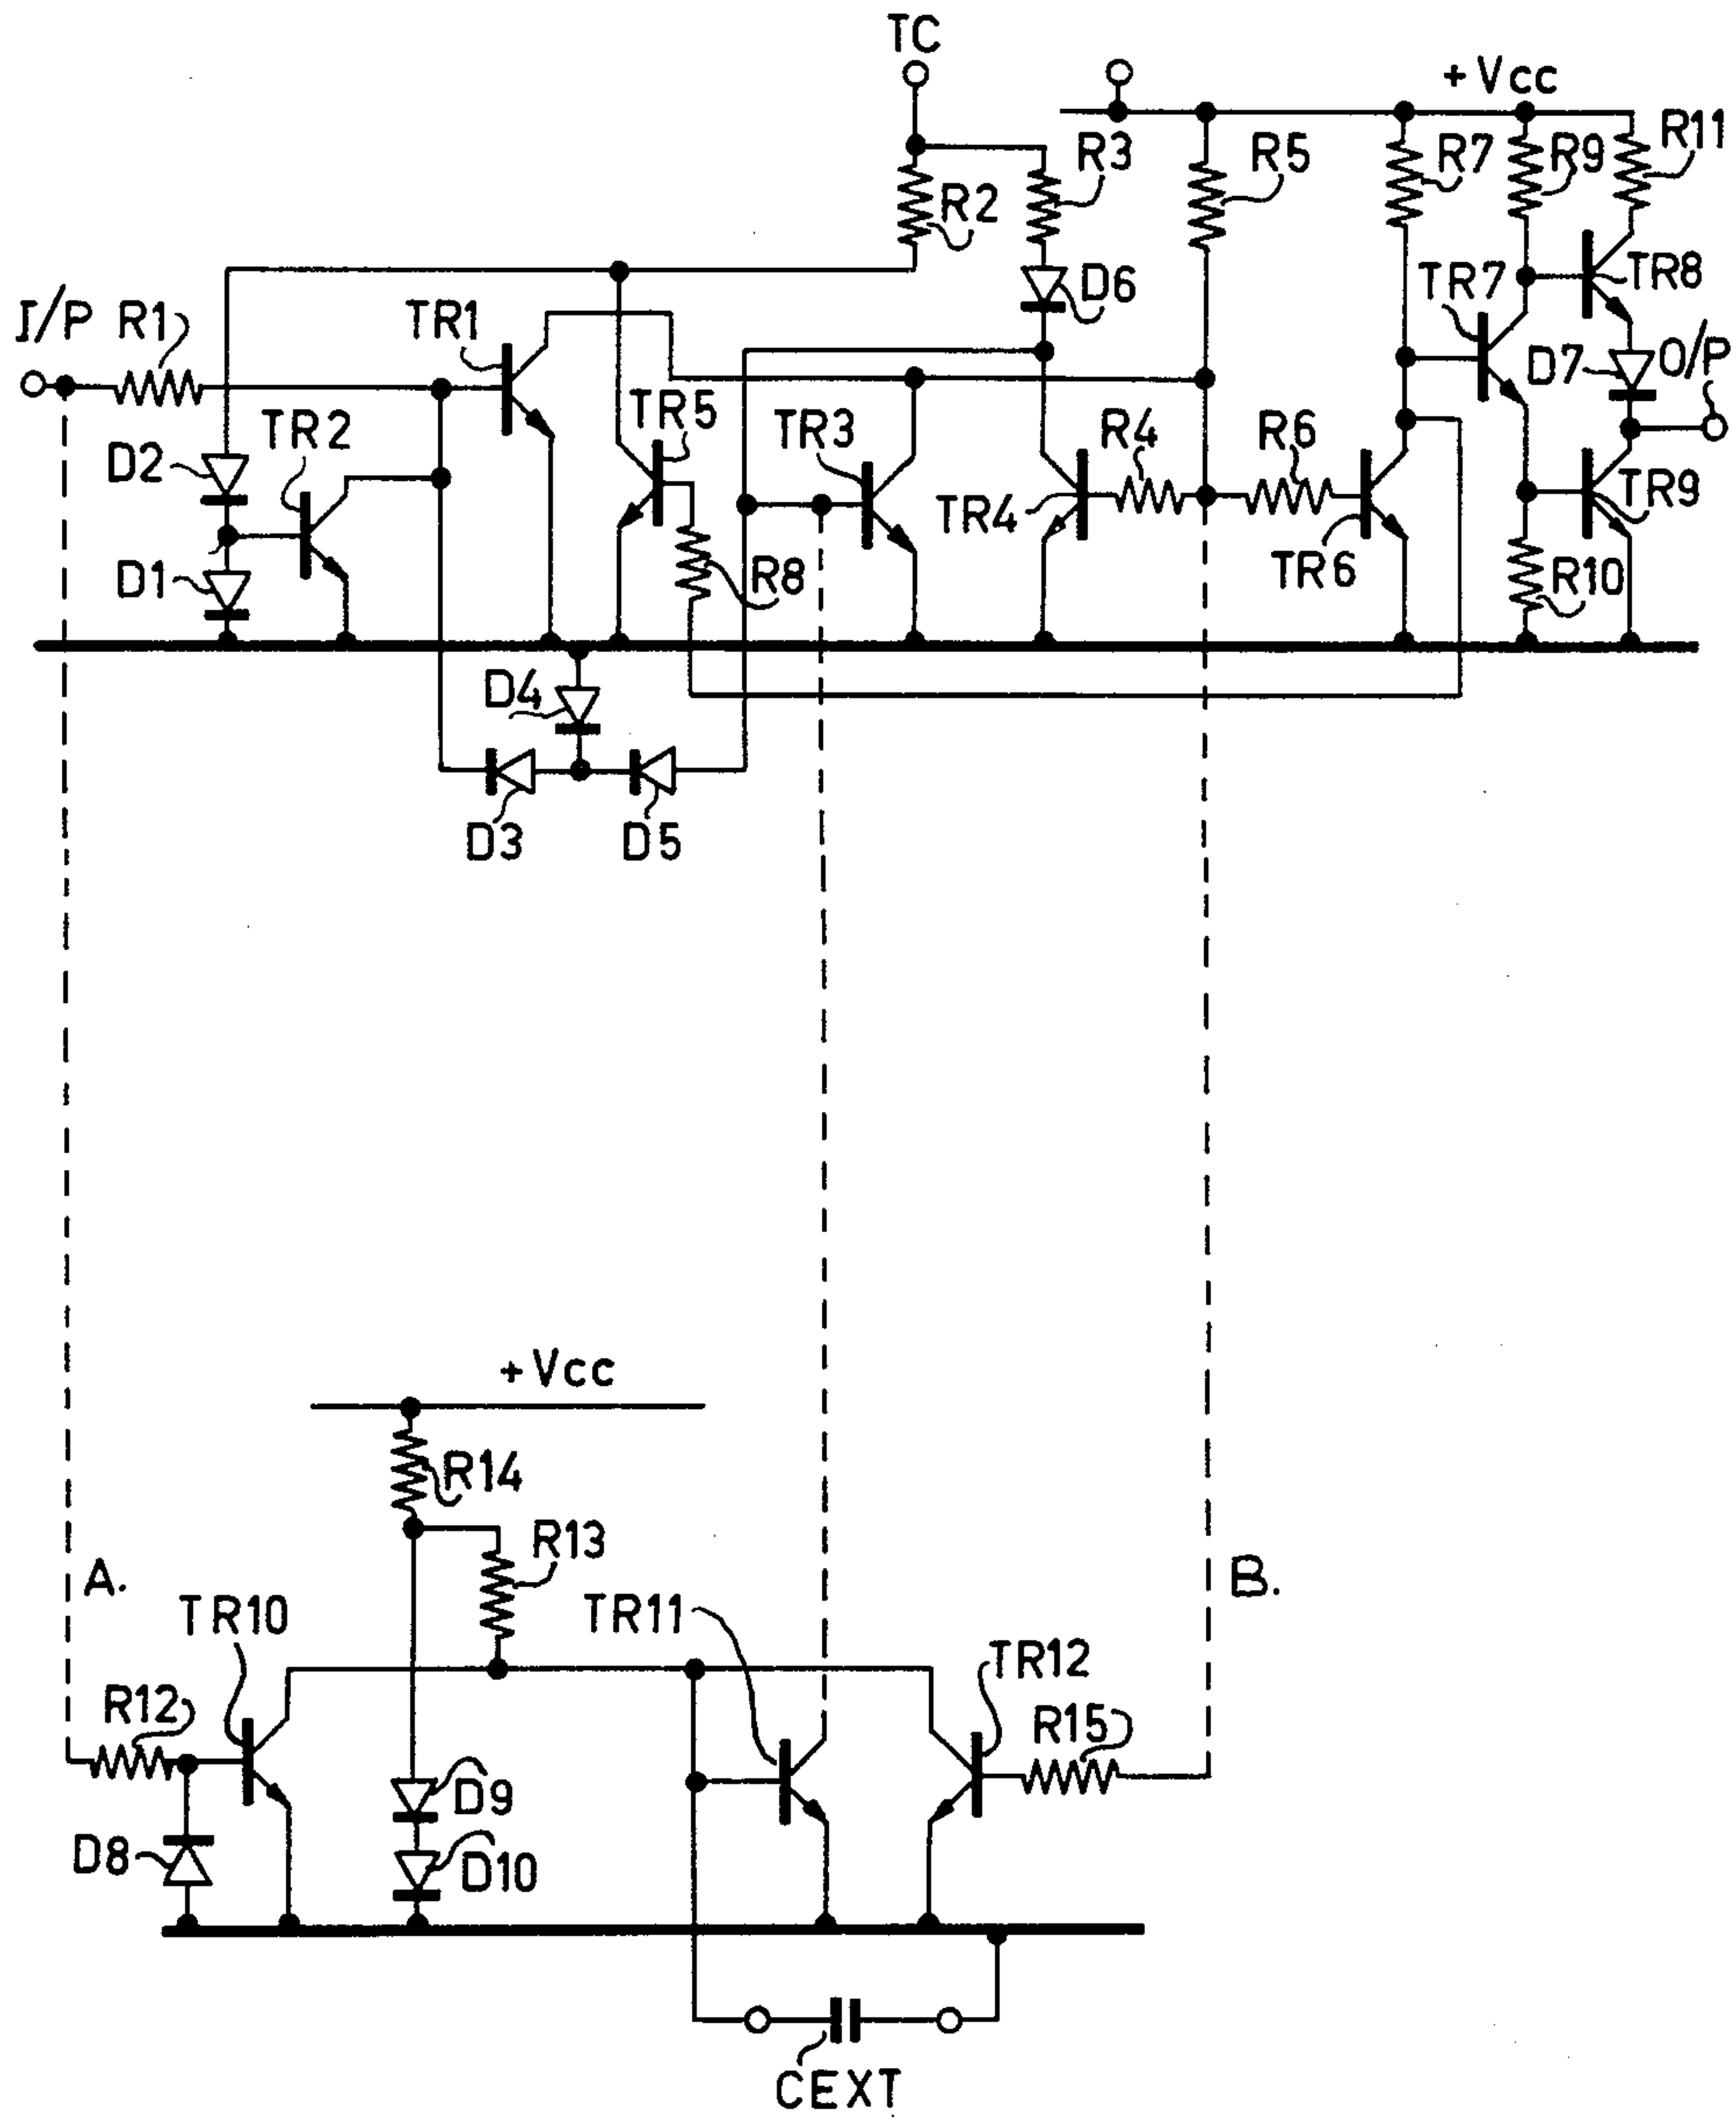 TC
+Vcc
R3
R5
R7
R9
R11
R2
I/P
R1
TR1
D6
TR7
TR8
D7
O/P
D2
TR2
TR5
TR3
R4
R6
TR4
TR9
D1
R8
TR6
R10
D4
D3
D5
+Vcc
R14
R13
A.
B.
TR10
TR11
TR12
R12
R15
D9
D8
D10
CEXT